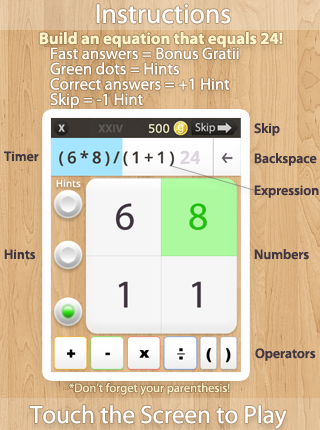 Instructions
Build an equation that equals 24!
Fast answers = Bonus Gratii
Green dots = Hints
Correct answers = +1 Hint
Skip = -1 Hint
X XXIV 500 Skip Skip
Timer (6*8)/(1+1) 24 Backspace
Expression
Hints
6 8
Hints Numbers
1 1
+ - x ÷ ( ) Operators
*Don't forget your parenthesis!
Touch the Screen to Play